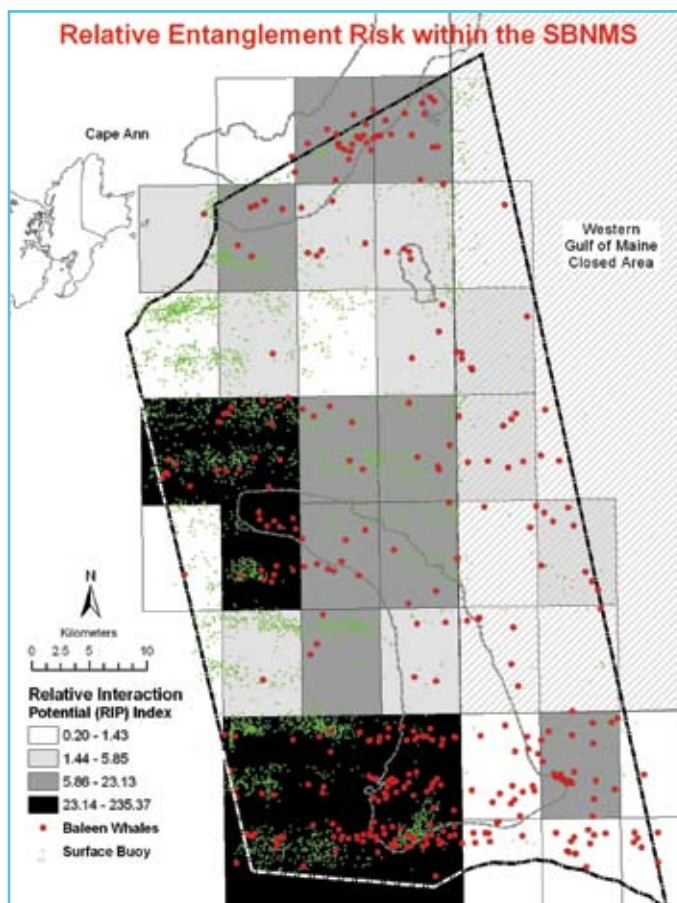 Relative Entanglement Risk within the SBNMS
Cape Ann
Western
Gulf of Maine
Closed Area
N
Kilometers
0 2.5 5 10
Relative Interaction
Potential (RIP) Index
0.20 - 1.43
1.44 - 5.85
5.86 - 23.13
23.14 - 235.37
Baleen Whales
Surface Buoy